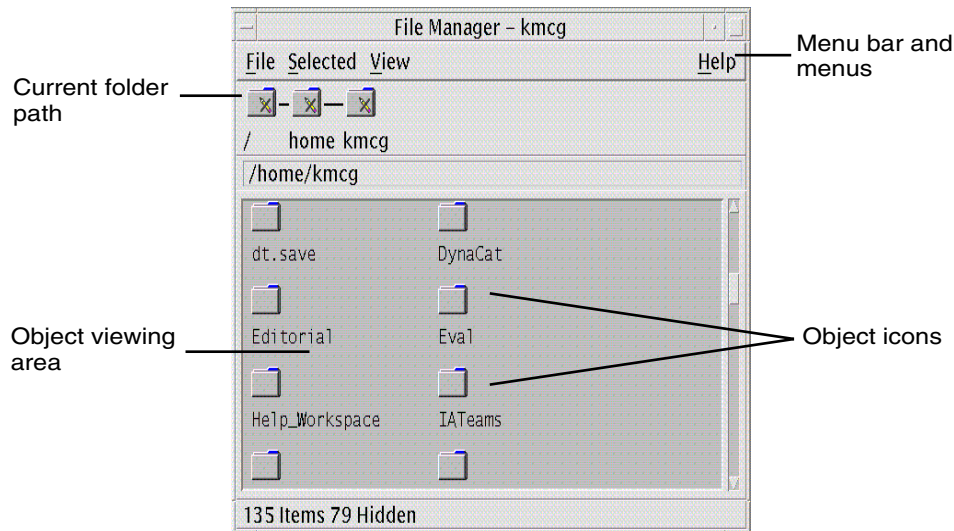 File Manager – kmcg
File Selected View Help
Menu bar and
menus
Current folder
path
/ home kmcg
/home/kmcg
dt.save DynaCat
Editorial Eval
Object viewing
area
Object icons
Help_Workspace IATeams
135 Items 79 Hidden